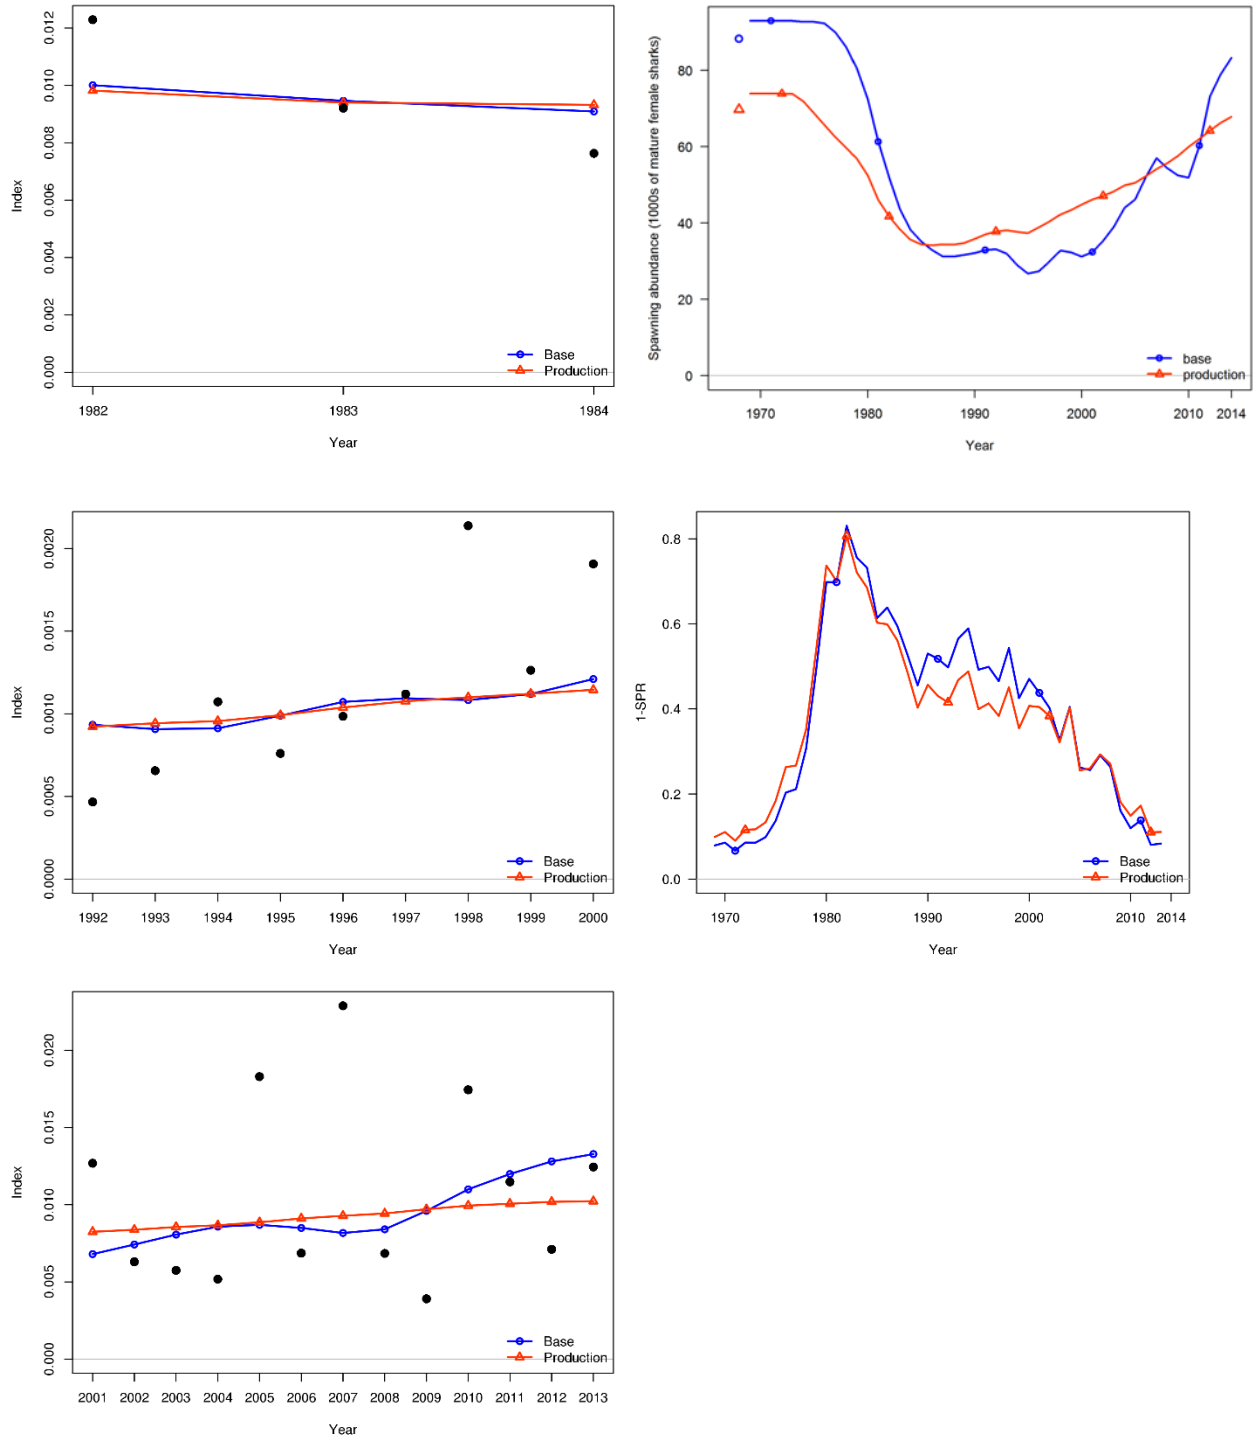 0.012
0.010
0.008
0.006
0.004
0.002
0.000
Index
Base
Production
1982 1983 1984
Year
80
60
40
20
0
Spawning abundance (1000s of mature female sharks)
base
production
1970 1980 1990 2000 2010 2014
Year
0.0020
0.0015
0.0010
0.0005
0.0000
Index
Base
Production
1992 1993 1994 1995 1996 1997 1998 1999 2000
Year
0.8
0.6
0.4
0.2
0.0
1-SPR
Base
Production
1970 1980 1990 2000 2010 2014
Year
0.020
0.015
0.010
0.005
0.000
Index
Base
Production
2001 2002 2003 2004 2005 2006 2007 2008 2009 2010 2011 2012 2013
Year